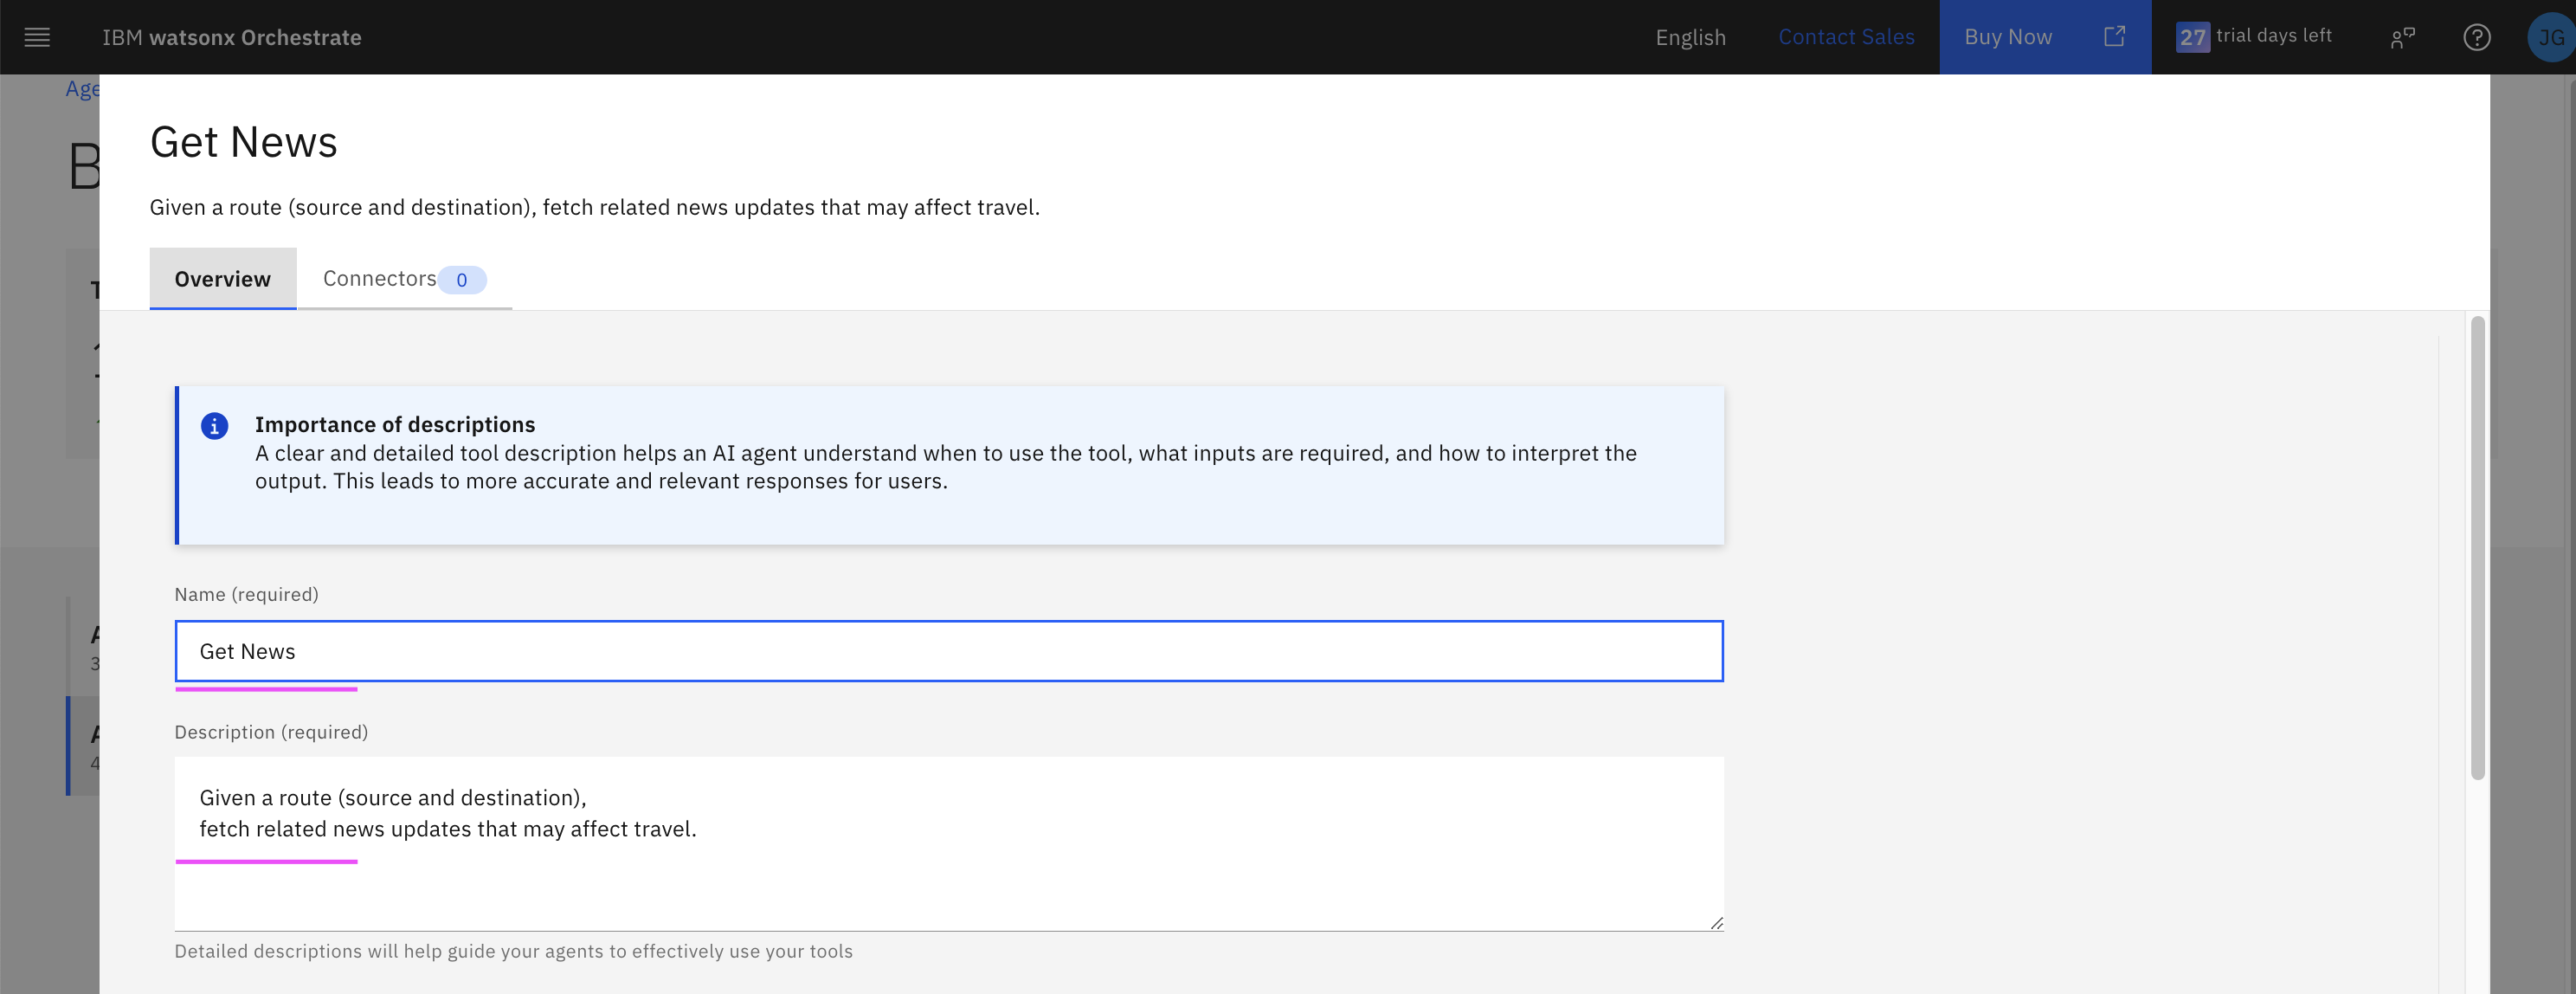 IBM watsonx Orchestrate
English
Contact Sales
Buy Now
27 trial days left
JG
Get News
Given a route (source and destination), fetch related news updates that may affect travel.
Overview
Connectors 0
Importance of descriptions
A clear and detailed tool description helps an AI agent understand when to use the tool, what inputs are required, and how to interpret the
output. This leads to more accurate and relevant responses for users.
Name (required)
Get News
Description (required)
Given a route (source and destination),
fetch related news updates that may affect travel.
Detailed descriptions will help guide your agents to effectively use your tools